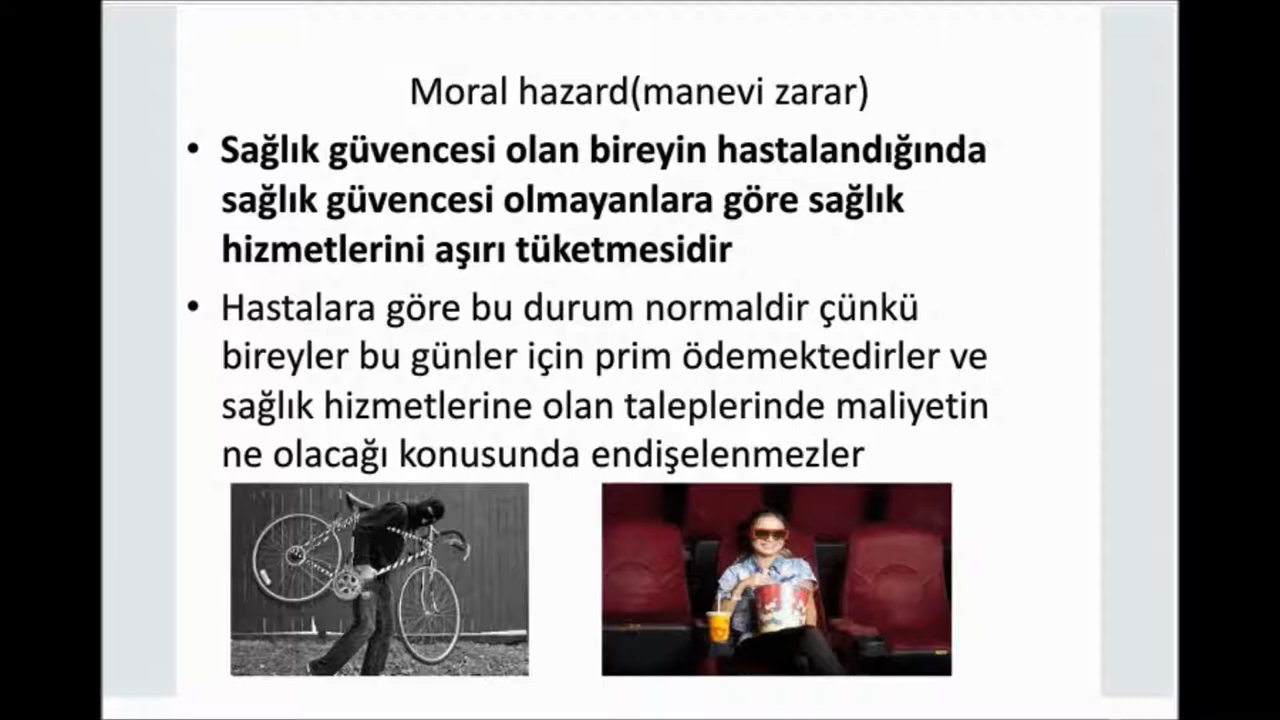 Moral hazard(manevi zarar)
• Sağlık güvencesi olan bireyin hastalandığında
sağlık güvencesi olmayanlara göre sağlık
hizmetlerini aşırı tüketmesidir
• Hastalara göre bu durum normaldir çünkü
bireyler bu günler için prim ödemektedirler ve
sağlık hizmetlerine olan taleplerinde maliyetin
ne olacağı konusunda endişelenmezler